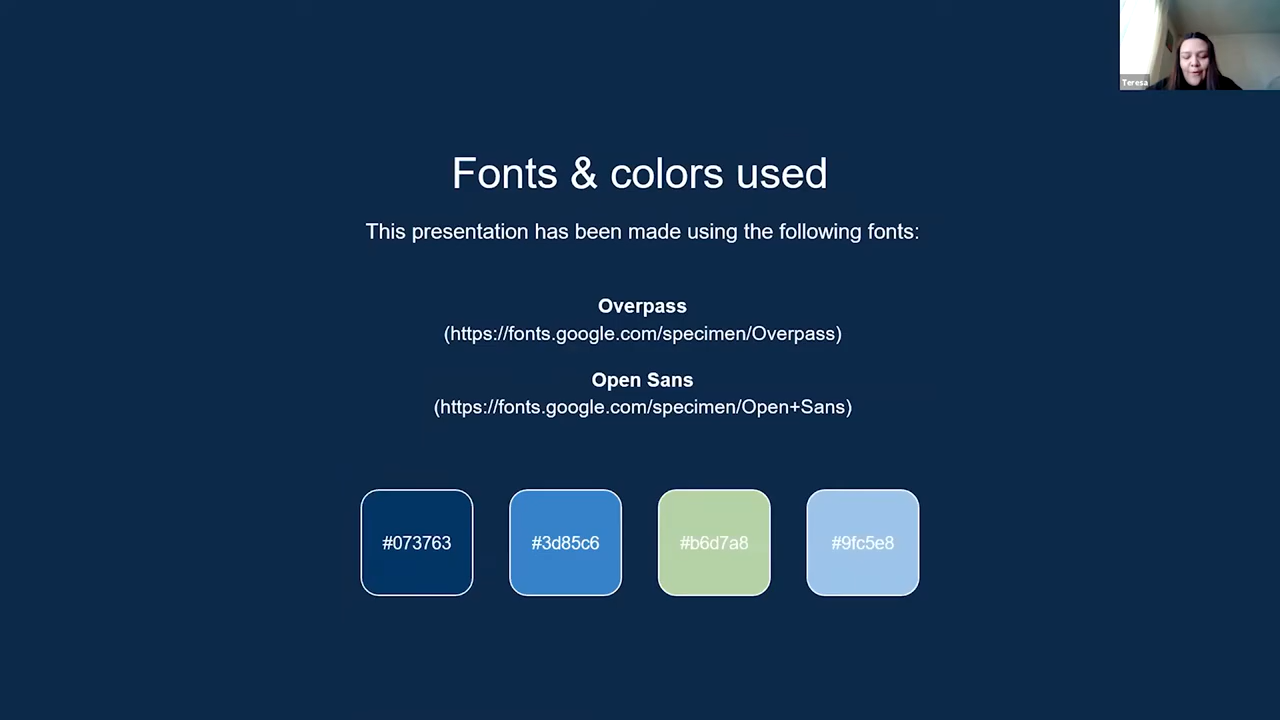 Teresa
Fonts & colors used
This presentation has been made using the following fonts:
Overpass
(https://fonts.google.com/specimen/Overpass)
Open Sans
(https://fonts.google.com/specimen/Open+Sans)
#073763
#3d85c6
#b6d7a8
#9fc5e8